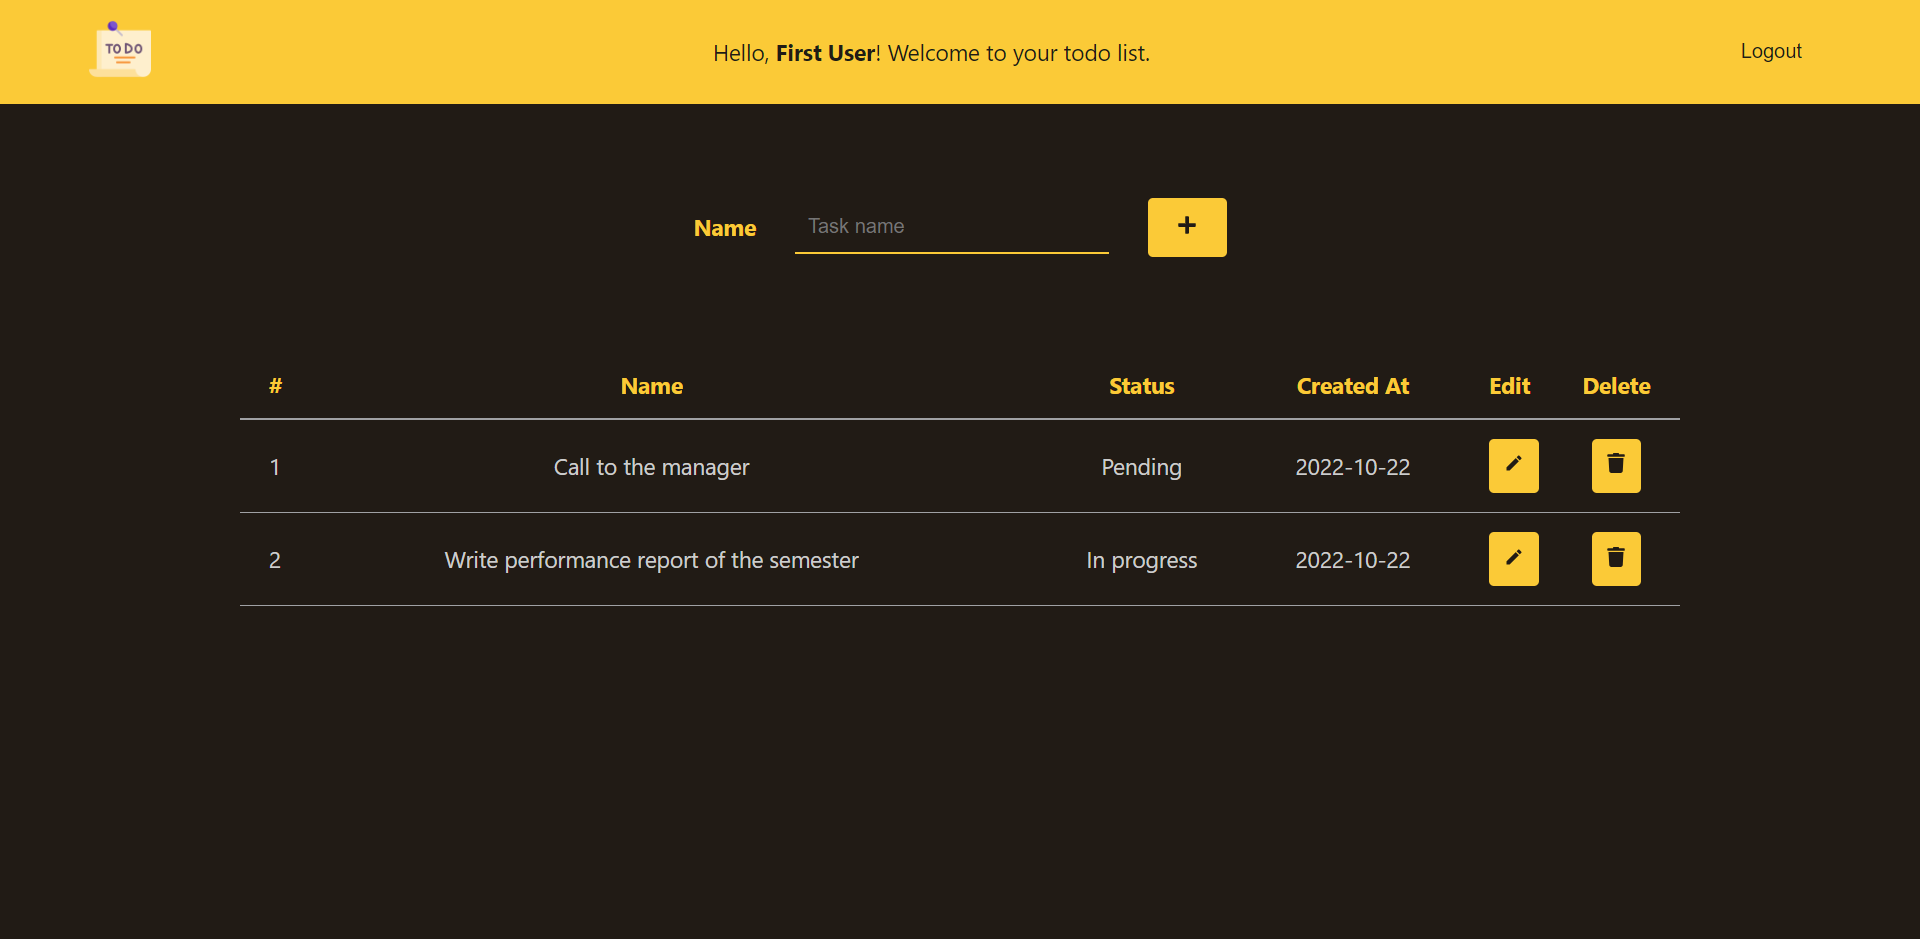 TO DO
Hello, First User! Welcome to your todo list.
Logout
Name
Task name
# Name Status Created At Edit Delete
1 Call to the manager Pending 2022-10-22
2 Write performance report of the semester In progress 2022-10-22